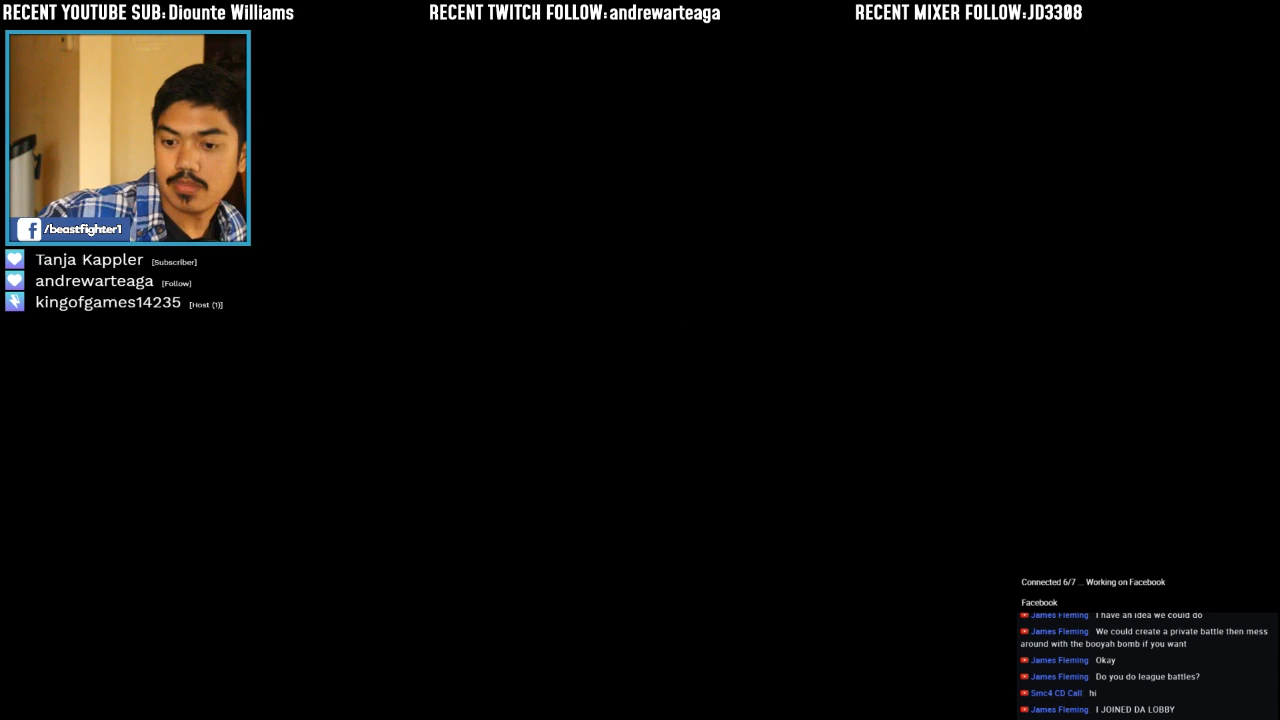 RECENT YOUTUBE SUB: Diounte Williams
RECENT TWITCH FOLLOW: andrewarteaga
RECENT MIXER FOLLOW: JD3308
f /beastfighter1
Tanja Kappler [Subscriber]
andrewarteaga [Follow]
kingofgames14235 [Host (1)]
Connected 6/7 ... Working on Facebook
Facebook
James Fleming I have an idea we could do
James Fleming We could create a private battle then mess
around with the booyah bomb if you want
James Fleming Okay
James Fleming Do you do league battles?
Smc4 CD Call hi
James Fleming I JOINED DA LOBBY